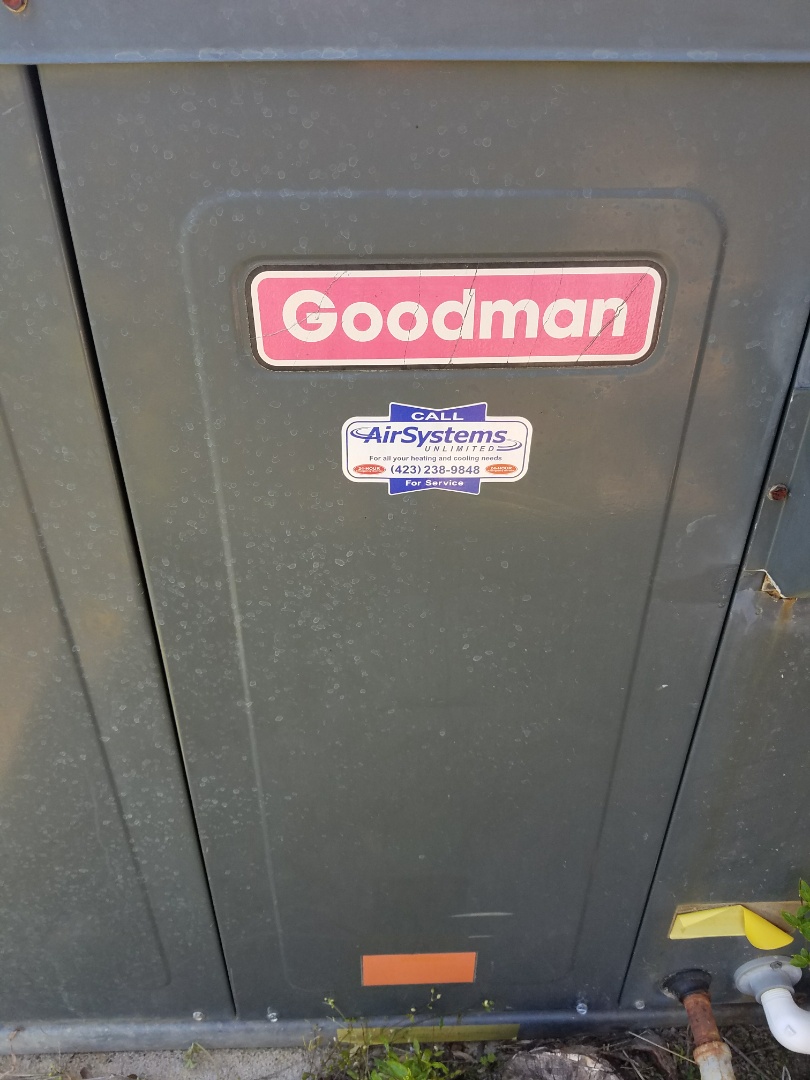 Goodman
CALL
AirSystems
UNLIMITED
For all your heating and cooling needs
(423) 238-9848
For Service